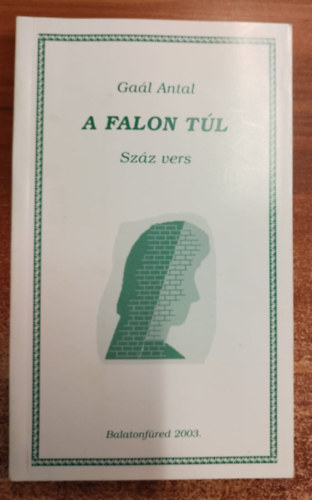 Gaál Antal
A FALON TÚL
Száz vers
Balatonfüred 2003.